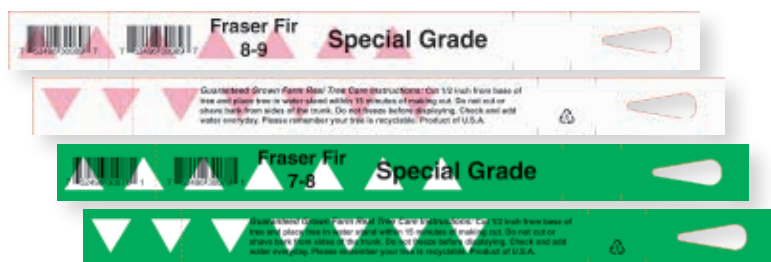 Fraser Fir
8-9
Special Grade
Guaranteed Grown Farm Real Tree Care Instructions: Cut 1/2 inch from base of
tree and place tree in water stand within 15 minutes of making cut. Do not cut or
shave bark from sides of the trunk. Do not freeze before displaying. Check and add
water everyday. Please remember your tree is recyclable. Product of U.S.A.
Fraser Fir
7-8
Special Grade
Guaranteed Grown Farm Real Tree Care Instructions: Cut 1/2 inch from base of
tree and place tree in water stand within 15 minutes of making cut. Do not cut or
shave bark from sides of the trunk. Do not freeze before displaying. Check and add
water everyday. Please remember your tree is recyclable. Product of U.S.A.